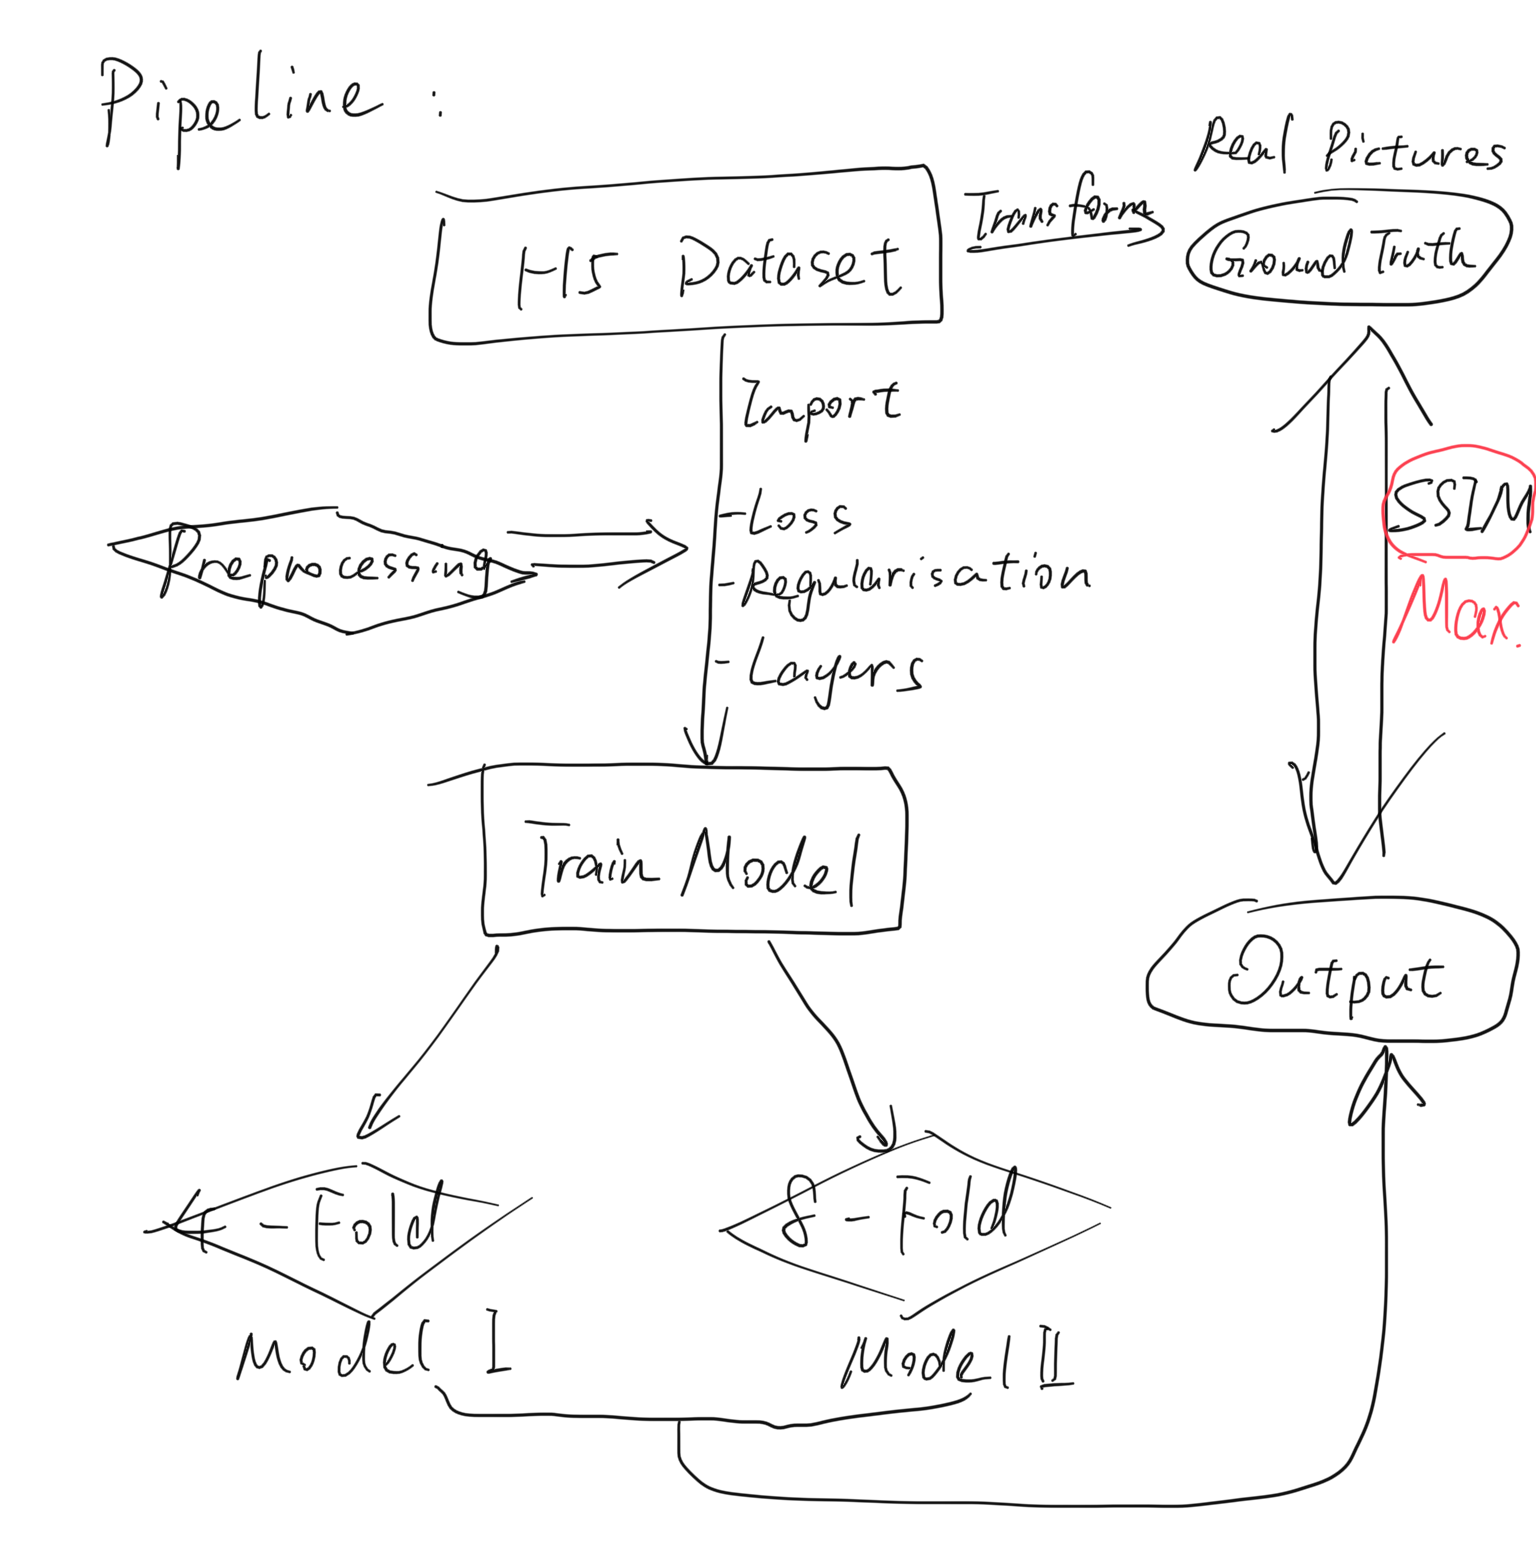 Pipeline :
Real Pictures
Transform
H5 Dataset
Ground Truth
Import
-Loss
SSIM
Preprocessing
-Regularisation
Max.
-Layers
Train Model
Output
4-Fold
8-Fold
Model I
Model II